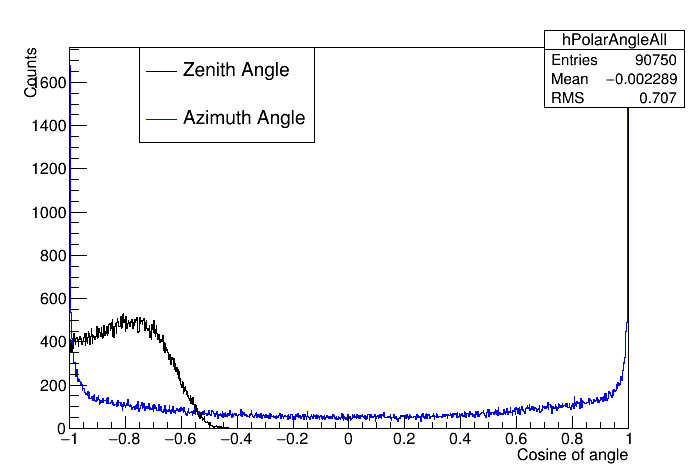 hPolarAngleAll
Entries 90750
Mean −0.002289
RMS 0.707
Counts
Zenith Angle
Azimuth Angle
1600
1400
1200
1000
800
600
400
200
0
−1 −0.8 −0.6 −0.4 −0.2 0 0.2 0.4 0.6 0.8 1
Cosine of angle